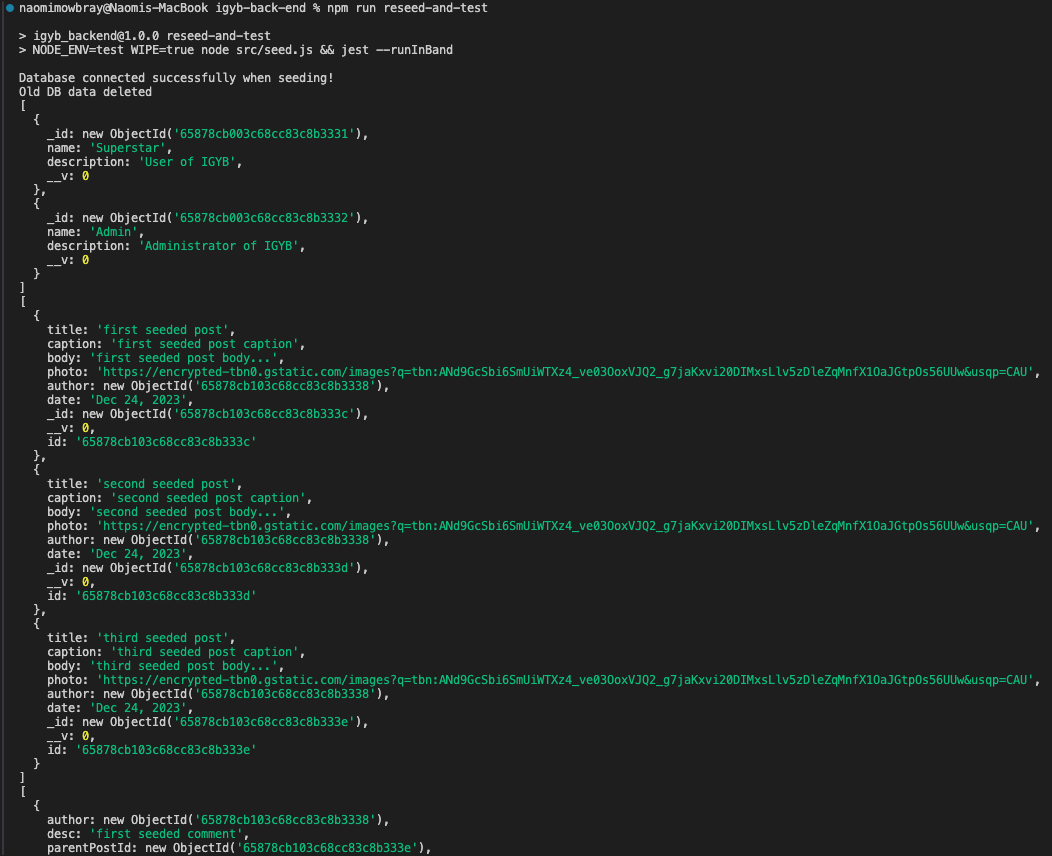 naomimowbray@Naomis-MacBook igyb-back-end % npm run reseed-and-test
> igyb_backend@1.0.0 reseed-and-test
> NODE_ENV=test WIPE=true node src/seed.js && jest --runInBand
Database connected successfully when seeding!
Old DB data deleted
[
{
_id: new ObjectId('65878cb003c68cc83c8b3331'),
name: 'Superstar',
description: 'User of IGYB',
__v: 0
},
{
_id: new ObjectId('65878cb003c68cc83c8b3332'),
name: 'Admin',
description: 'Administrator of IGYB',
__v: 0
}
]
[
{
title: 'first seeded post',
caption: 'first seeded post caption',
body: 'first seeded post body...',
photo: 'https://encrypted-tbn0.gstatic.com/images?q=tbn:ANd9GcSbi6SmUiWTXz4_ve03OoxVJQ2_g7jaKxvi20DIMxsLlv5zDleZqMnfX1OaJGtpOs56UUw&usqp=CAU',
author: new ObjectId('65878cb103c68cc83c8b3338'),
date: 'Dec 24, 2023',
_id: new ObjectId('65878cb103c68cc83c8b333c'),
__v: 0,
id: '65878cb103c68cc83c8b333c'
},
{
title: 'second seeded post',
caption: 'second seeded post caption',
body: 'second seeded post body...',
photo: 'https://encrypted-tbn0.gstatic.com/images?q=tbn:ANd9GcSbi6SmUiWTXz4_ve03OoxVJQ2_g7jaKxvi20DIMxsLlv5zDleZqMnfX1OaJGtpOs56UUw&usqp=CAU',
author: new ObjectId('65878cb103c68cc83c8b3338'),
date: 'Dec 24, 2023',
_id: new ObjectId('65878cb103c68cc83c8b333d'),
__v: 0,
id: '65878cb103c68cc83c8b333d'
},
{
title: 'third seeded post',
caption: 'third seeded post caption',
body: 'third seeded post body...',
photo: 'https://encrypted-tbn0.gstatic.com/images?q=tbn:ANd9GcSbi6SmUiWTXz4_ve03OoxVJQ2_g7jaKxvi20DIMxsLlv5zDleZqMnfX1OaJGtpOs56UUw&usqp=CAU',
author: new ObjectId('65878cb103c68cc83c8b3338'),
date: 'Dec 24, 2023',
_id: new ObjectId('65878cb103c68cc83c8b333e'),
__v: 0,
id: '65878cb103c68cc83c8b333e'
}
]
[
{
author: new ObjectId('65878cb103c68cc83c8b3338'),
desc: 'first seeded comment',
parentPostId: new ObjectId('65878cb103c68cc83c8b333e'),